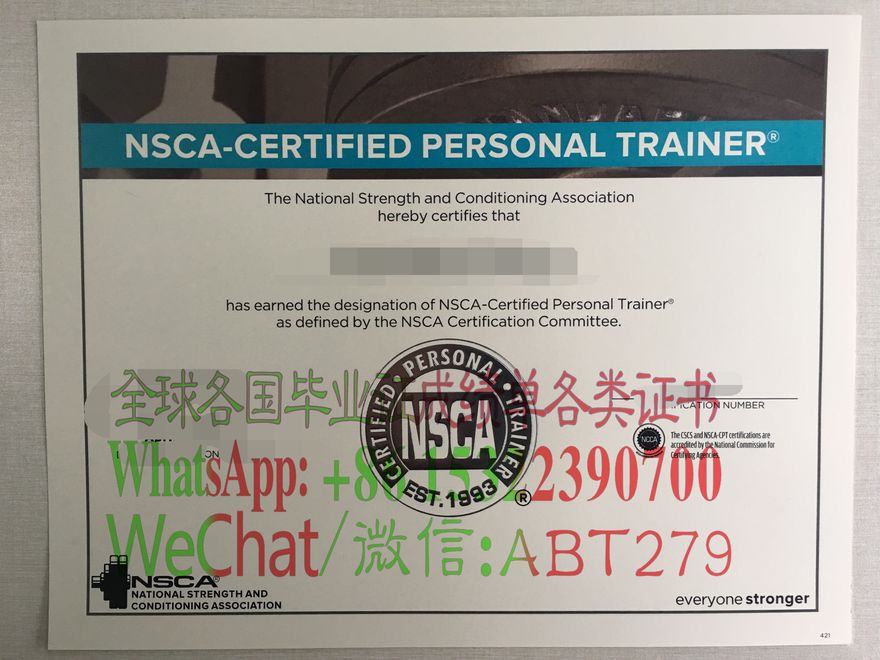 NSCA-CERTIFIED PERSONAL TRAINER®
The National Strength and Conditioning Association
hereby certifies that
has earned the designation of NSCA-Certified Personal Trainer®
as defined by the NSCA Certification Committee.
全球各国毕业 成绩单各类证书
CERTIFIED · PERSONAL · TRAINER
NSCA
EST. 1993 ®
NUMBER
NCCA
The CSCS and NSCA-CPT certifications are
accredited by the National Commission for
Certifying Agencies.
WhatsApp: 2390700
WeChat/微信:ABT279
NSCA®
NATIONAL STRENGTH AND
CONDITIONING ASSOCIATION
everyone stronger
421